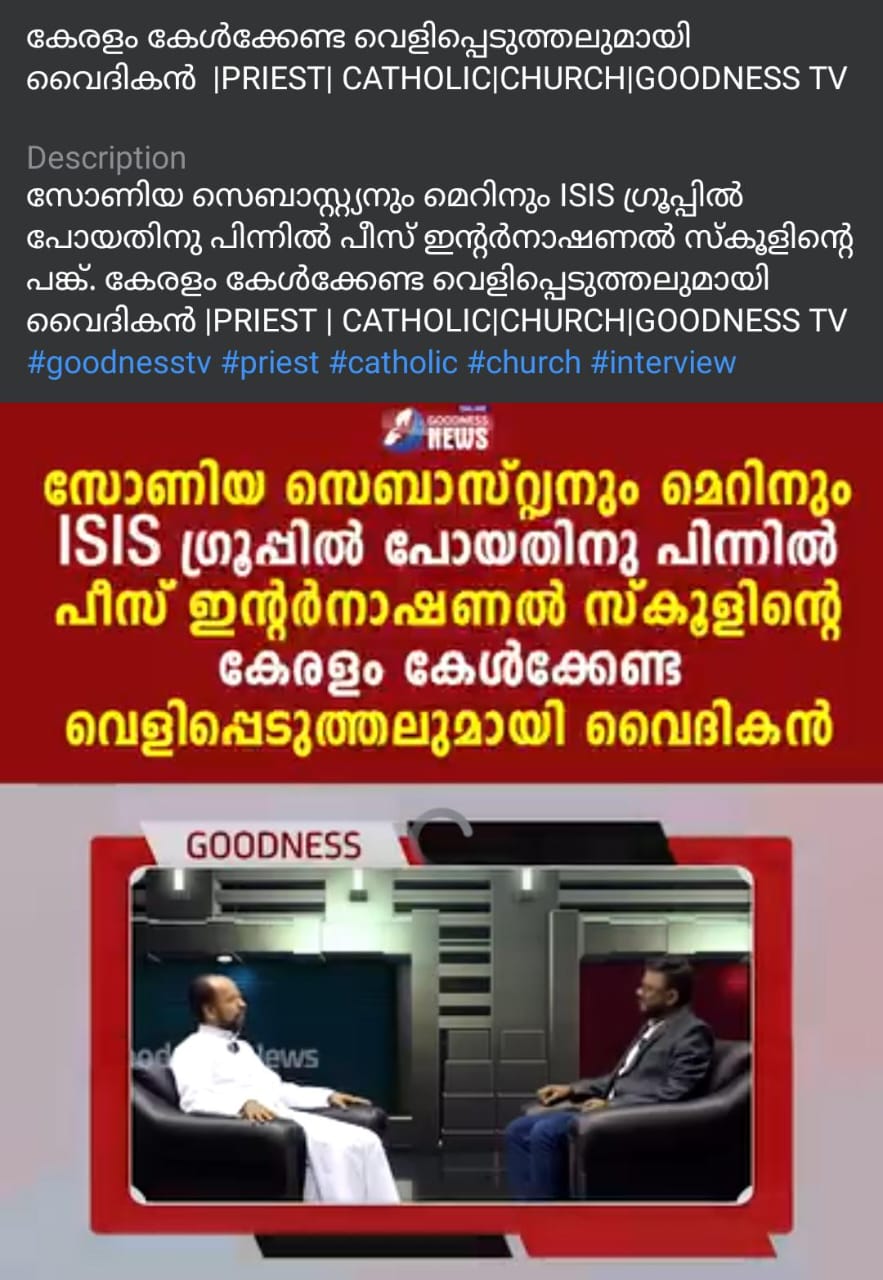 കേരളം കേൾക്കേണ്ട വെളിപ്പെടുത്തലുമായി
വൈദികൻ |PRIEST| CATHOLIC|CHURCH|GOODNESS TV
Description
സോണിയ സെബാസ്റ്റ്യനും മെറിനും ISIS ഗ്രൂപ്പിൽ
പോയതിനു പിന്നിൽ പീസ് ഇന്റർനാഷണൽ സ്കൂളിന്റെ
പങ്ക്. കേരളം കേൾക്കേണ്ട വെളിപ്പെടുത്തലുമായി
വൈദികൻ |PRIEST | CATHOLIC|CHURCH|GOODNESS TV
#goodnesstv #priest #catholic #church #interview
GOODNESS
NEWS
സോണിയ സെബാസ്റ്റ്യനും മെറിനും
ISIS ഗ്രൂപ്പിൽ പോയതിനു പിന്നിൽ
പീസ് ഇന്റർനാഷണൽ സ്കൂളിന്റെ
കേരളം കേൾക്കേണ്ട
വെളിപ്പെടുത്തലുമായി വൈദികൻ
GOODNESS